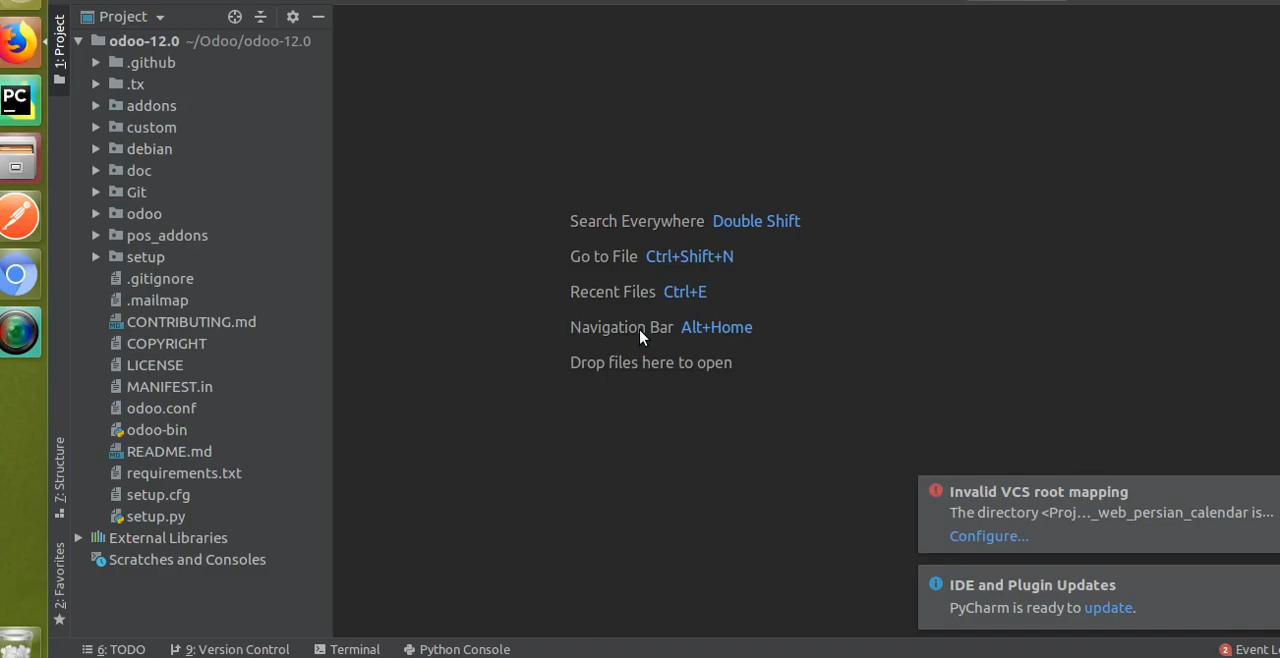 Project
1: Project
odoo-12.0 ~/Odoo/odoo-12.0
.github
.tx
addons
custom
debian
doc
Git
odoo
pos_addons
setup
.gitignore
.mailmap
CONTRIBUTING.md
COPYRIGHT
LICENSE
MANIFEST.in
odoo.conf
odoo-bin
README.md
requirements.txt
setup.cfg
setup.py
External Libraries
Scratches and Consoles
7: Structure
2: Favorites
PC
Search Everywhere Double Shift
Go to File Ctrl+Shift+N
Recent Files Ctrl+E
Navigation Bar Alt+Home
Drop files here to open
Invalid VCS root mapping
The directory <Proj..._web_persian_calendar is...
Configure...
IDE and Plugin Updates
PyCharm is ready to update.
6: TODO 9: Version Control Terminal Python Console 2 Event L